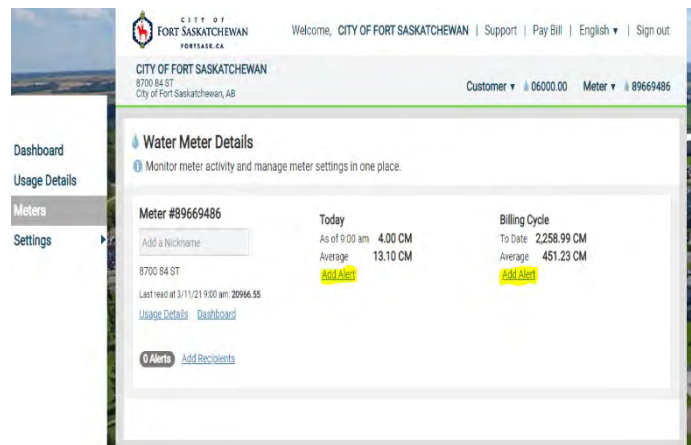 CITY OF
FORT SASKATCHEWAN
FORTSASK.CA
Welcome, CITY OF FORT SASKATCHEWAN | Support | Pay Bill | English ▾ | Sign out
CITY OF FORT SASKATCHEWAN
8700 84 ST
City of Fort Saskatchewan, AB
Customer ▾ 06000.00 Meter ▾ 89669486
Dashboard
Usage Details
Meters
Settings
Water Meter Details
Monitor meter activity and manage meter settings in one place.
Meter #89669486
Add a Nickname
8700 84 ST
Last read at 3/11/21 9:00 am: 20966.55
Usage Details Dashboard
0 Alerts Add Recipients
Today
As of 9:00 am 4.00 CM
Average 13.10 CM
Add Alert
Billing Cycle
To Date 2,258.99 CM
Average 451.23 CM
Add Alert